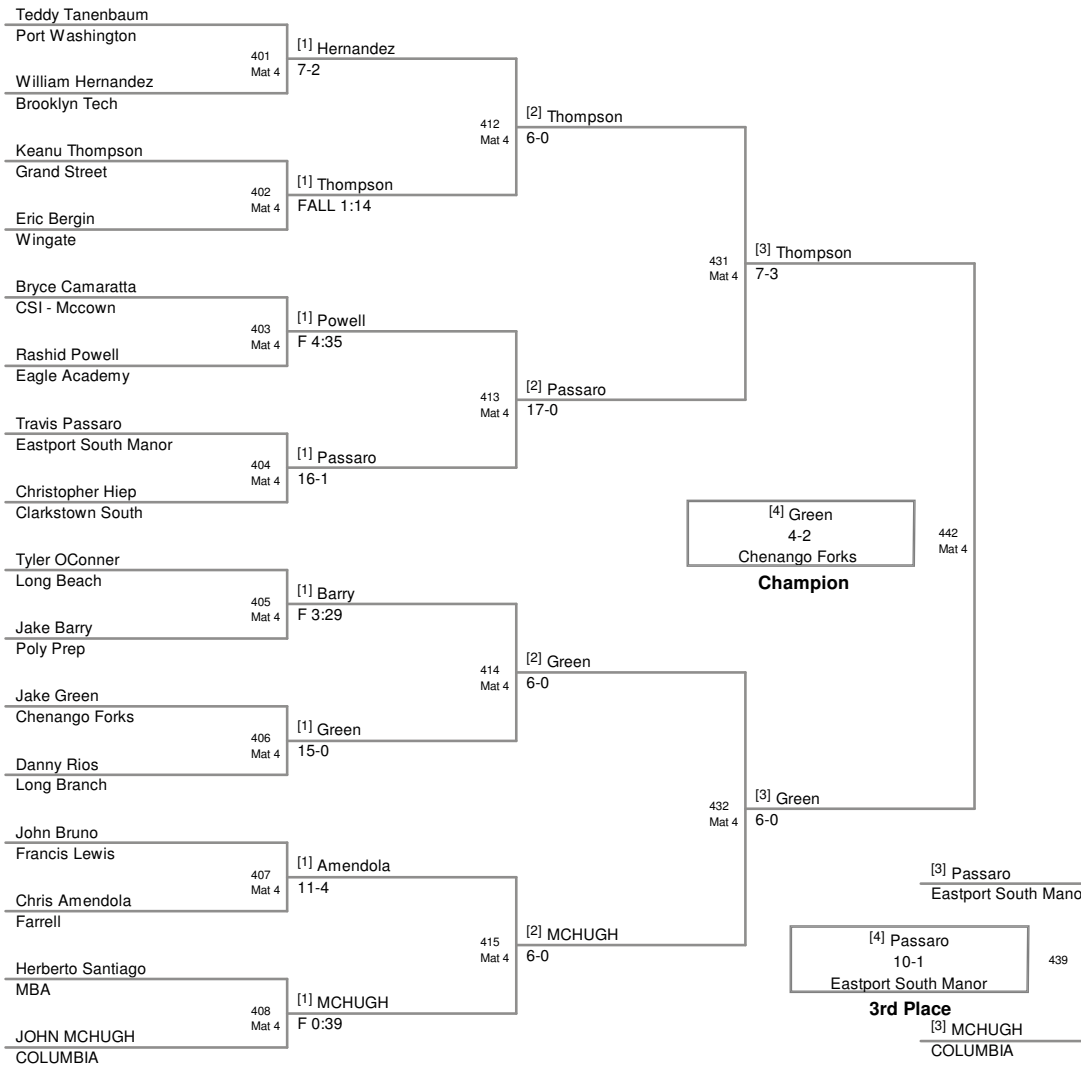 Teddy Tanenbaum
Port Washington
401
Mat 4
[1] Hernandez
7-2
William Hernandez
Brooklyn Tech
412
Mat 4
[2] Thompson
6-0
Keanu Thompson
Grand Street
402
Mat 4
[1] Thompson
FALL 1:14
Eric Bergin
Wingate
431
Mat 4
[3] Thompson
7-3
Bryce Camaratta
CSI - Mccown
403
Mat 4
[1] Powell
F 4:35
Rashid Powell
Eagle Academy
413
Mat 4
[2] Passaro
17-0
Travis Passaro
Eastport South Manor
404
Mat 4
[1] Passaro
16-1
Christopher Hiep
Clarkstown South
[4] Green
4-2
Chenango Forks
Champion
442
Mat 4
Tyler OConner
Long Beach
405
Mat 4
[1] Barry
F 3:29
Jake Barry
Poly Prep
414
Mat 4
[2] Green
6-0
Jake Green
Chenango Forks
406
Mat 4
[1] Green
15-0
Danny Rios
Long Branch
432
Mat 4
[3] Green
6-0
John Bruno
Francis Lewis
407
Mat 4
[1] Amendola
11-4
Chris Amendola
Farrell
415
Mat 4
[2] MCHUGH
6-0
Herberto Santiago
MBA
408
Mat 4
[1] MCHUGH
F 0:39
JOHN MCHUGH
COLUMBIA
[3] Passaro
Eastport South Mano
[4] Passaro
10-1
Eastport South Manor
439
3rd Place
[3] MCHUGH
COLUMBIA